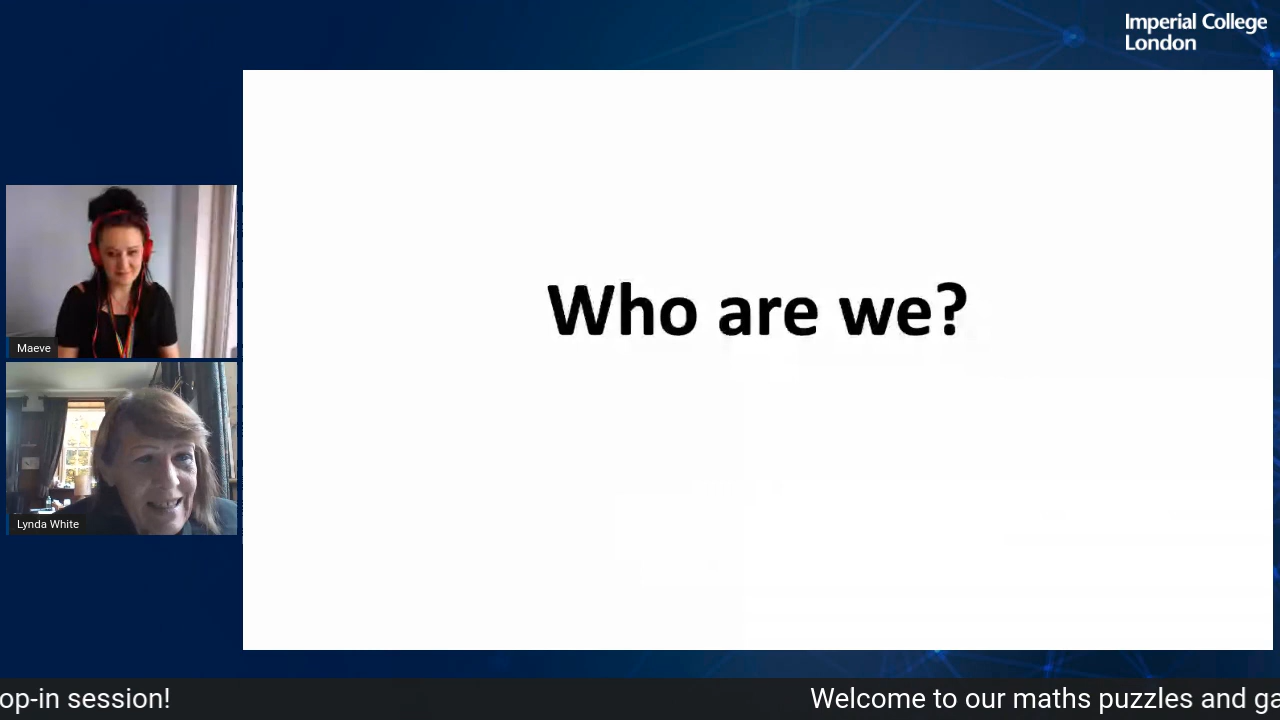 Imperial College
London
Who are we?
Maeve
Lynda White
op-in session!
Welcome to our maths puzzles and ga